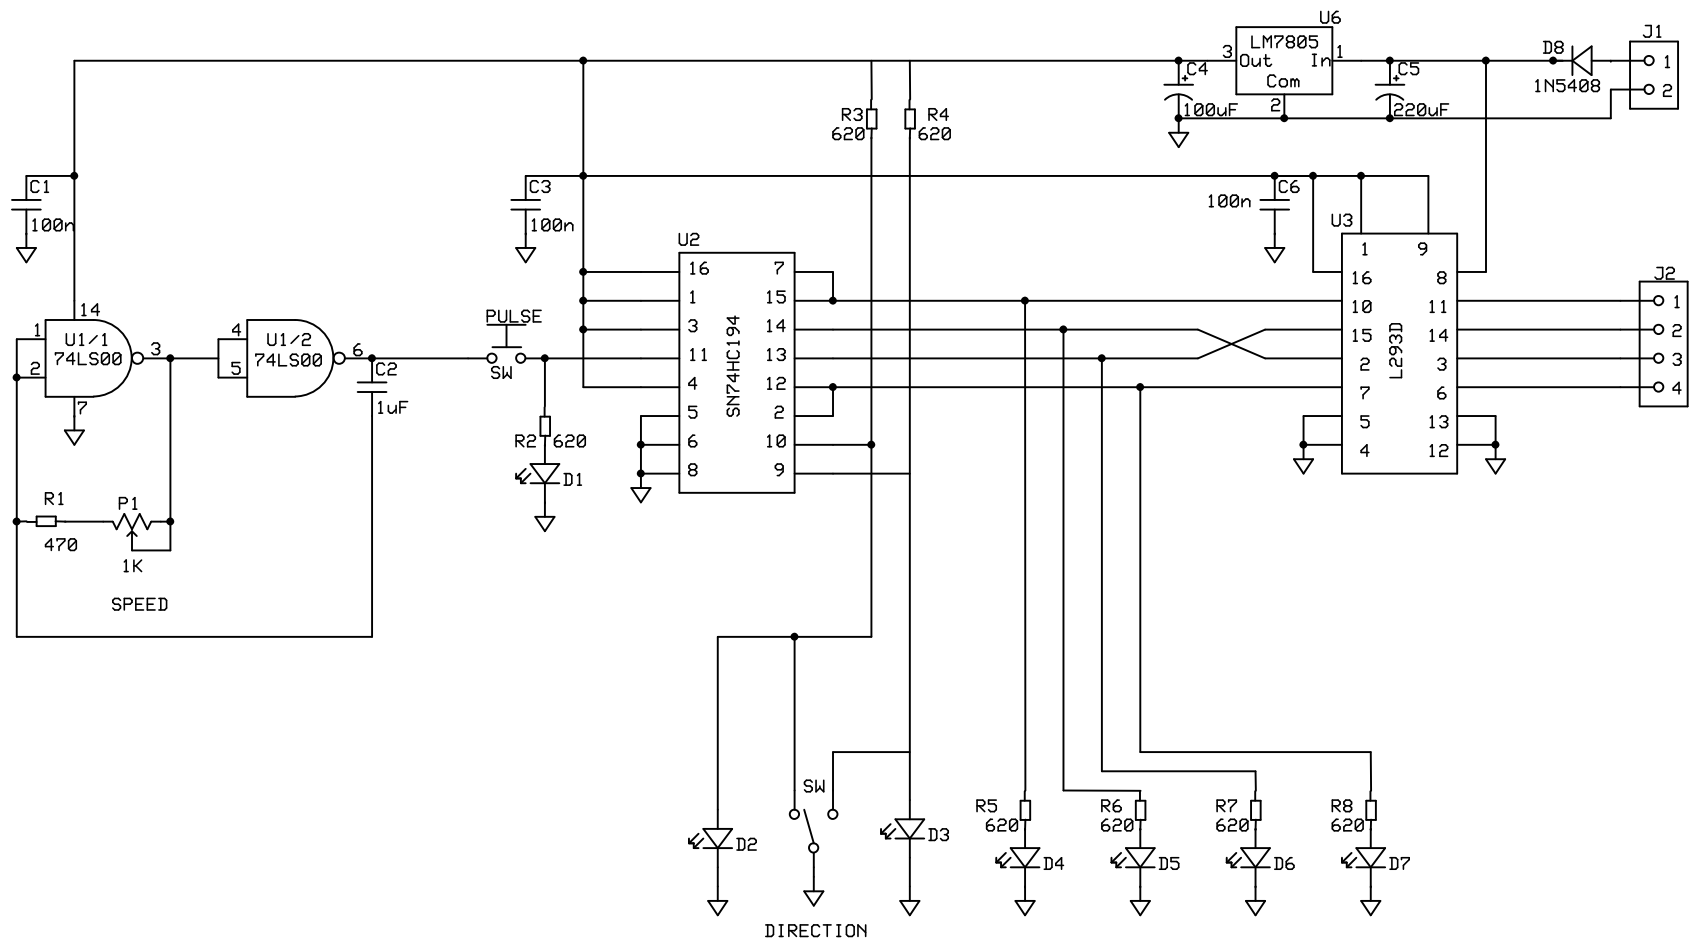 U6
J1
LM7805
3
Out
In
1
Com
2
C4
100uF
C5
220uF
D8
1N5408
1
2
R3
620
R4
620
C1
100n
C3
100n
C6
100n
U3
U2
J2
14
1
2
U1/1
74LS00
3
7
4
5
U1/2
74LS00
6
C2
1uF
PULSE
SW
R2
620
D1
16
1
3
11
4
5
6
8
SN74HC194
7
15
14
13
12
2
10
9
1
9
16
10
15
2
7
5
4
L293D
8
11
14
3
6
13
12
1
2
3
4
R1
470
P1
1K
SPEED
D2
SW
D3
DIRECTION
R5
620
D4
R6
620
D5
R7
620
D6
R8
620
D7